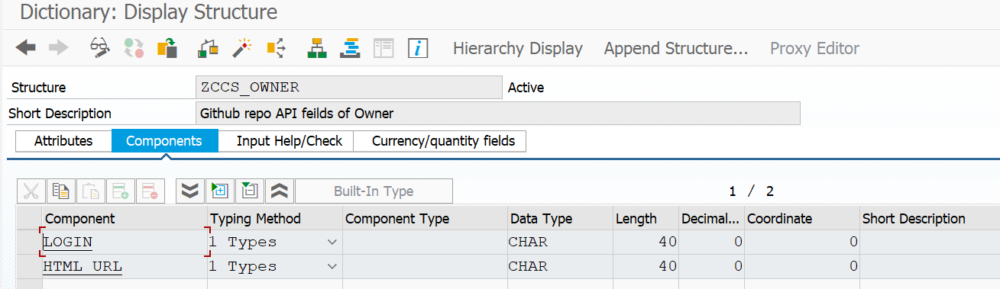 Dictionary: Display Structure
Hierarchy Display Append Structure... Proxy Editor
Structure ZCCS_OWNER Active
Short Description Github repo API feilds of Owner
Attributes Components Input Help/Check Currency/quantity fields
Built-In Type 1 / 2
Component Typing Method Component Type Data Type Length Decimal... Coordinate Short Description
LOGIN 1 Types CHAR 40 0 0
HTML_URL 1 Types CHAR 40 0 0